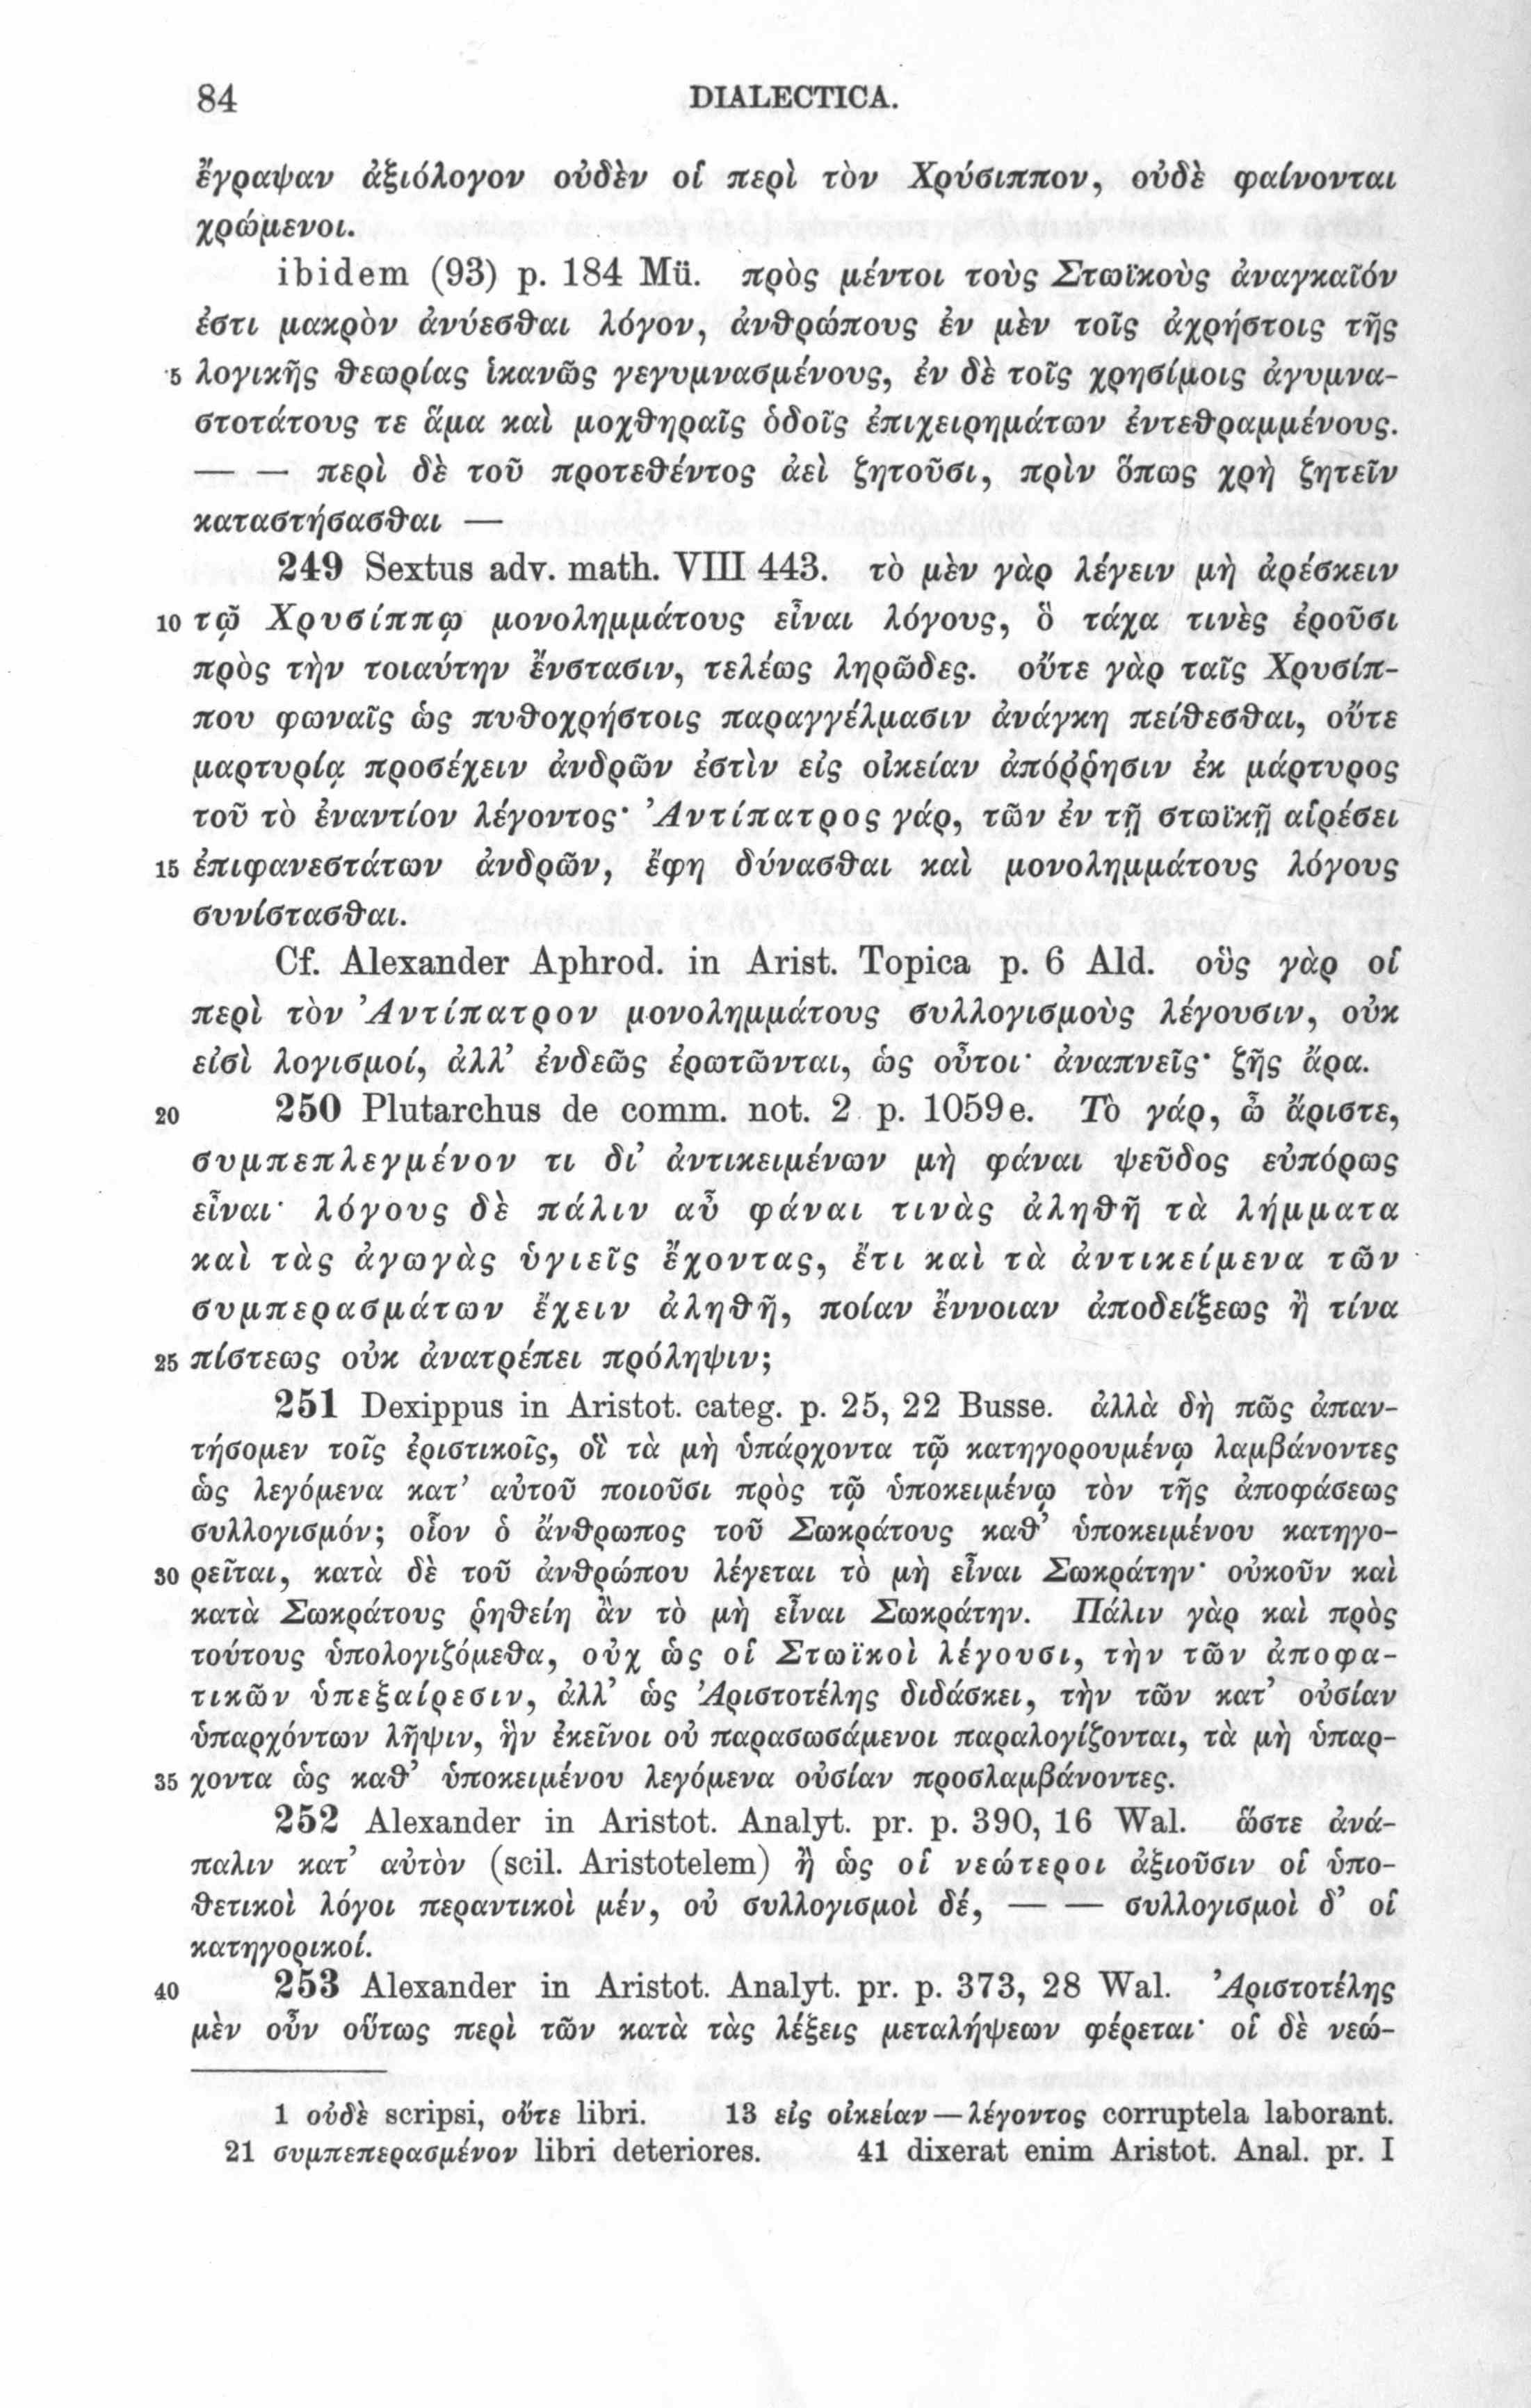 84 DIALECTICA.
ἔγραψαν ἀξιόλογον οὐδὲν οἱ περὶ τὸν Χρύσιππον, οὐδὲ φαίνονται
χρώμενοι.
ibidem (93) p. 184 Mü. πρὸς μέντοι τοὺς Στωϊκοὺς ἀναγκαῖόν
ἐστι μακρὸν ἀνύεσθαι λόγον, ἀνθρώπους ἐν μὲν τοῖς ἀχρήστοις τῆς
5 λογικῆς θεωρίας ἱκανῶς γεγυμνασμένους, ἐν δὲ τοῖς χρησίμοις ἀγυμνα-
στοτάτους τε ἅμα καὶ μοχθηραῖς ὁδοῖς ἐπιχειρημάτων ἐντεθραμμένους.
— — περὶ δὲ τοῦ προτεθέντος ἀεὶ ζητοῦσι, πρὶν ὅπως χρὴ ζητεῖν
καταστήσασθαι —
249 Sextus adv. math. VIII 443. τὸ μὲν γὰρ λέγειν μὴ ἀρέσκειν
10 τῷ Χρυσίππῳ μονολημμάτους εἶναι λόγους, ὃ τάχα τινὲς ἐροῦσι
πρὸς τὴν τοιαύτην ἔνστασιν, τελέως ληρῶδες. οὔτε γὰρ ταῖς Χρυσίπ-
που φωναῖς ὡς πυθοχρήστοις παραγγέλμασιν ἀνάγκη πείθεσθαι, οὔτε
μαρτυρίᾳ προσέχειν ἀνδρῶν ἐστὶν εἰς οἰκείαν ἀπόῤῥησιν ἐκ μάρτυρος
τοῦ τὸ ἐναντίον λέγοντος· Ἀντίπατρος γάρ, τῶν ἐν τῇ στωϊκῇ αἱρέσει
15 ἐπιφανεστάτων ἀνδρῶν, ἔφη δύνασθαι καὶ μονολημμάτους λόγους
συνίστασθαι.
Cf. Alexander Aphrod. in Arist. Topica p. 6 Ald. οὓς γὰρ οἱ
περὶ τὸν Ἀντίπατρον μονολημμάτους συλλογισμοὺς λέγουσιν, οὐκ
εἰσὶ λογισμοί, ἀλλ’ ἐνδεῶς ἐρωτῶνται, ὡς οὗτοι· ἀναπνεῖς· ζῇς ἄρα.
20 250 Plutarchus de comm. not. 2 p. 1059e. Τὸ γάρ, ὦ ἄριστε,
συμπεπλεγμένον τι δι’ ἀντικειμένων μὴ φάναι ψεῦδος εὐπόρως
εἶναι· λόγους δὲ πάλιν αὖ φάναι τινὰς ἀληθῆ τὰ λήμματα
καὶ τὰς ἀγωγὰς ὑγιεῖς ἔχοντας, ἔτι καὶ τὰ ἀντικείμενα τῶν
συμπερασμάτων ἔχειν ἀληθῆ, ποίαν ἔννοιαν ἀποδείξεως ἢ τίνα
25 πίστεως οὐκ ἀνατρέπει πρόληψιν;
251 Dexippus in Aristot. categ. p. 25, 22 Busse. ἀλλὰ δὴ πῶς ἀπαν-
τήσομεν τοῖς ἐριστικοῖς, οἳ τὰ μὴ ὑπάρχοντα τῷ κατηγορουμένῳ λαμβάνοντες
ὡς λεγόμενα κατ’ αὐτοῦ ποιοῦσι πρὸς τῷ ὑποκειμένῳ τὸν τῆς ἀποφάσεως
συλλογισμόν; οἷον ὁ ἄνθρωπος τοῦ Σωκράτους καθ’ ὑποκειμένου κατηγο-
30 ρεῖται, κατὰ δὲ τοῦ ἀνθρώπου λέγεται τὸ μὴ εἶναι Σωκράτην· οὐκοῦν καὶ
κατὰ Σωκράτους ῥηθείη ἂν τὸ μὴ εἶναι Σωκράτην. Πάλιν γὰρ καὶ πρὸς
τούτους ὑπολογιζόμεθα, οὐχ ὡς οἱ Στωϊκοὶ λέγουσι, τὴν τῶν ἀποφα-
τικῶν ὑπεξαίρεσιν, ἀλλ’ ὡς Ἀριστοτέλης διδάσκει, τὴν τῶν κατ’ οὐσίαν
ὑπαρχόντων λῆψιν, ἣν ἐκεῖνοι οὐ παρασωσάμενοι παραλογίζονται, τὰ μὴ ὑπαρ-
35 χοντα ὡς καθ’ ὑποκειμένου λεγόμενα οὐσίαν προσλαμβάνοντες.
252 Alexander in Aristot. Analyt. pr. p. 390, 16 Wal. ὥστε ἀνά-
παλιν κατ’ αὐτὸν (scil. Aristotelem) ἢ ὡς οἱ νεώτεροι ἀξιοῦσιν οἱ ὑπο-
θετικοὶ λόγοι περαντικοὶ μέν, οὐ συλλογισμοὶ δέ, — — συλλογισμοὶ δ’ οἱ
κατηγορικοί.
40 253 Alexander in Aristot. Analyt. pr. p. 373, 28 Wal. Ἀριστοτέλης
μὲν οὖν οὕτως περὶ τῶν κατὰ τὰς λέξεις μεταλήψεων φέρεται· οἱ δὲ νεώ-
1 οὐδὲ scripsi, οὔτε libri. 13 εἰς οἰκείαν — λέγοντος corruptela laborant.
21 συμπεπερασμένον libri deteriores. 41 dixerat enim Aristot. Anal. pr. I